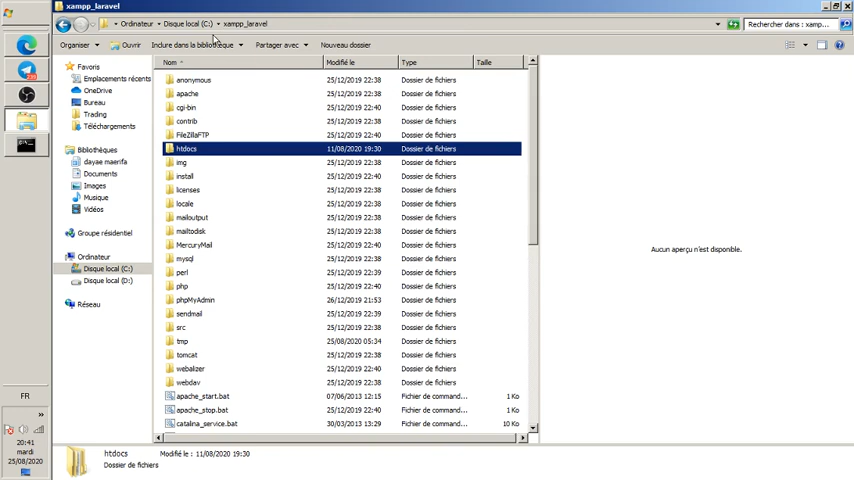 xampp_laravel
Ordinateur
Disque local (C:)
xampp_laravel
Rechercher dans : xamp...
Organiser
Ouvrir
Inclure dans la bibliothèque
Partager avec
Nouveau dossier
Nom
Modifié le
Type
Taille
Favoris
Emplacements récents
OneDrive
Bureau
Trading
Téléchargements
Bibliothèques
dayae maerifa
Documents
Images
Musique
Vidéos
Groupe résidentiel
Ordinateur
Disque local (C:)
Disque local (D:)
Réseau
anonymous 25/12/2019 22:38 Dossier de fichiers
apache 25/12/2019 22:38 Dossier de fichiers
cgi-bin 25/12/2019 22:40 Dossier de fichiers
contrib 25/12/2019 22:38 Dossier de fichiers
FileZillaFTP 25/12/2019 22:40 Dossier de fichiers
htdocs 11/08/2020 19:30 Dossier de fichiers
img 25/12/2019 22:38 Dossier de fichiers
install 25/12/2019 22:40 Dossier de fichiers
licenses 25/12/2019 22:38 Dossier de fichiers
locale 25/12/2019 22:38 Dossier de fichiers
mailoutput 25/12/2019 22:38 Dossier de fichiers
mailtodisk 25/12/2019 22:38 Dossier de fichiers
MercuryMail 25/12/2019 22:40 Dossier de fichiers
mysql 25/12/2019 22:38 Dossier de fichiers
perl 25/12/2019 22:39 Dossier de fichiers
php 25/12/2019 22:40 Dossier de fichiers
phpMyAdmin 26/12/2019 21:53 Dossier de fichiers
sendmail 25/12/2019 22:39 Dossier de fichiers
src 25/12/2019 22:38 Dossier de fichiers
tmp 25/08/2020 05:34 Dossier de fichiers
tomcat 25/12/2019 22:38 Dossier de fichiers
webalizer 25/12/2019 22:38 Dossier de fichiers
webdav 25/12/2019 22:38 Dossier de fichiers
apache_start.bat 07/06/2013 12:15 Fichier de comman... 1 Ko
apache_stop.bat 07/06/2013 12:15 Fichier de comman... 1 Ko
catalina_service.bat 30/03/2013 13:29 Fichier de comman... 10 Ko
Aucun aperçu n'est disponible.
htdocs Modifié le : 11/08/2020 19:30
Dossier de fichiers
FR
»
20:41
mardi
25/08/2020